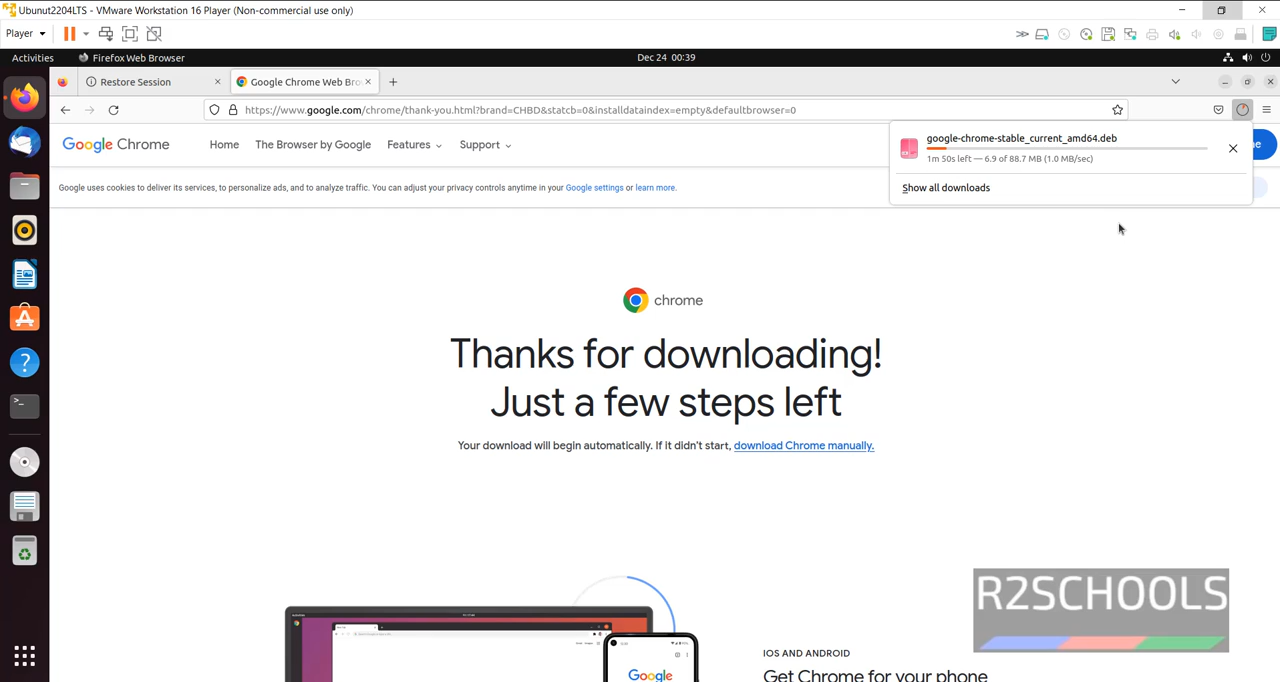 Ubunut2204LTS - VMware Workstation 16 Player (Non-commercial use only)
Player
Activities
Firefox Web Browser
Dec 24 00:39
Restore Session
Google Chrome Web Bro
https://www.google.com/chrome/thank-you.html?brand=CHBD&statcb=0&installdataindex=empty&defaultbrowser=0
Google Chrome
Home
The Browser by Google
Features
Support
google-chrome-stable_current_amd64.deb
1m 50s left — 6.9 of 88.7 MB (1.0 MB/sec)
Show all downloads
Google uses cookies to deliver its services, to personalize ads, and to analyze traffic. You can adjust your privacy controls anytime in your Google settings or learn more.
chrome
Thanks for downloading!
Just a few steps left
Your download will begin automatically. If it didn't start, download Chrome manually.
R2SCHOOLS
IOS AND ANDROID
Get Chrome for your phone
Google